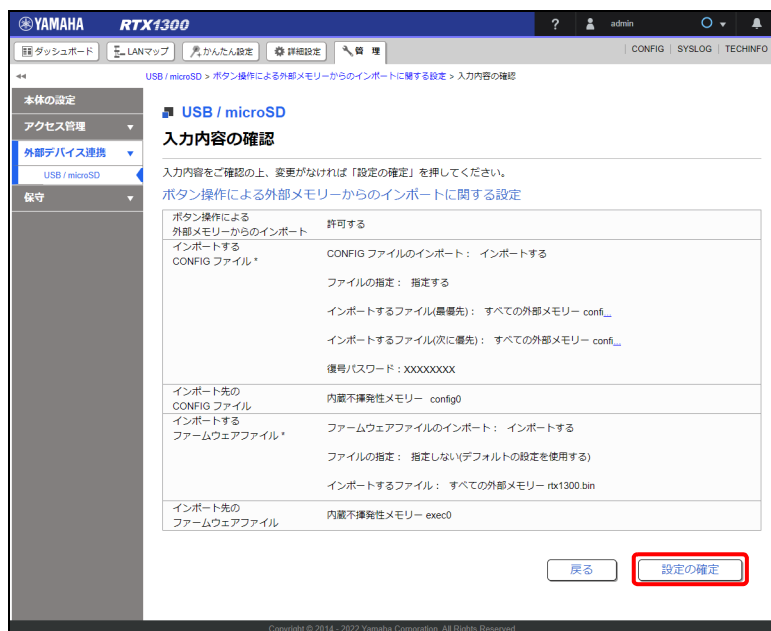 YAMAHA RTX1300 ? admin
ダッシュボード LANマップ かんたん設定 詳細設定 管 理 CONFIG SYSLOG TECHINFO
USB / microSD > ボタン操作による外部メモリーからのインポートに関する設定 > 入力内容の確認
本体の設定
アクセス管理
外部デバイス連携
USB / microSD
保守
USB / microSD
入力内容の確認
入力内容をご確認の上、変更がなければ「設定の確定」を押してください。
ボタン操作による外部メモリーからのインポートに関する設定
ボタン操作による
外部メモリーからのインポート
許可する
インポートする
CONFIG ファイル *
CONFIG ファイルのインポート： インポートする
ファイルの指定： 指定する
インポートするファイル(最優先)： すべての外部メモリー confi...
インポートするファイル(次に優先)： すべての外部メモリー confi...
復号パスワード：XXXXXXXX
インポート先の
CONFIG ファイル
内蔵不揮発性メモリー config0
インポートする
ファームウェアファイル *
ファームウェアファイルのインポート： インポートする
ファイルの指定： 指定しない(デフォルトの設定を使用する)
インポートするファイル： すべての外部メモリー rtx1300.bin
インポート先の
ファームウェアファイル
内蔵不揮発性メモリー exec0
戻る 設定の確定
Copyright © 2014 - 2022 Yamaha Corporation. All Rights Reserved.